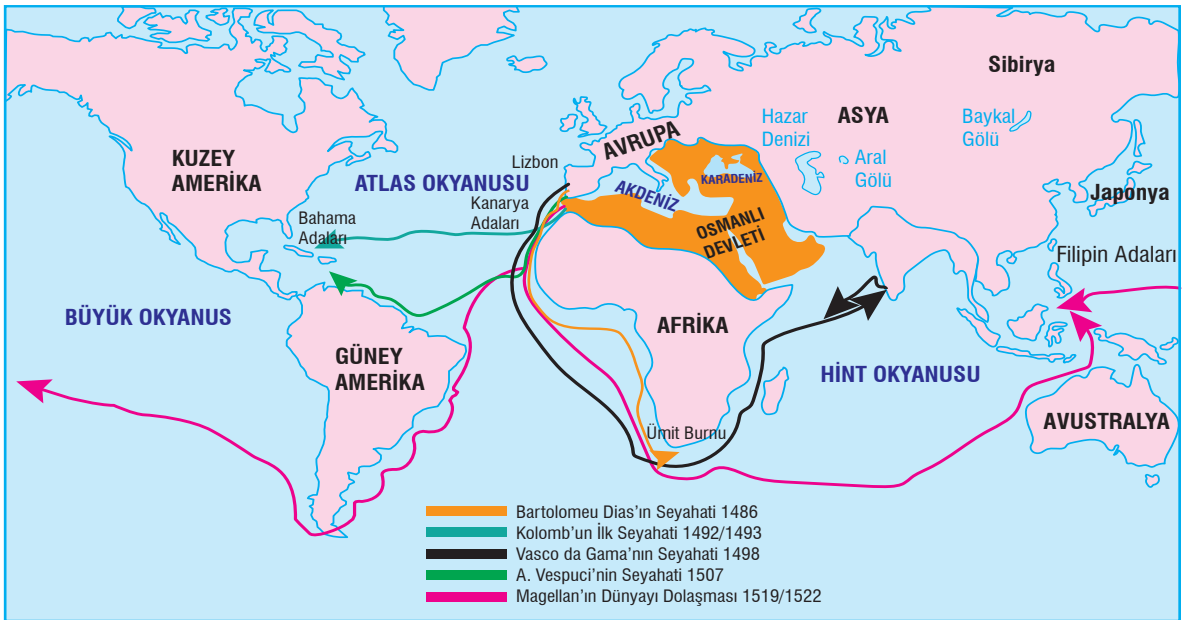 Sibirya
Hazar
Denizi
ASYA
Baykal
Gölü
AVRUPA
Aral
Gölü
KUZEY
AMERİKA
Lizbon
ATLAS OKYANUSU
Kanarya
Adaları
AKDENİZ
KARADENİZ
Japonya
Bahama
Adaları
OSMANLI
DEVLETİ
Filipin Adaları
BÜYÜK OKYANUS
AFRİKA
GÜNEY
AMERİKA
HİNT OKYANUSU
Ümit Burnu
AVUSTRALYA
Bartolomeu Dias'ın Seyahati 1486
Kolomb'un İlk Seyahati 1492/1493
Vasco da Gama'nın Seyahati 1498
A. Vespuci'nin Seyahati 1507
Magellan'ın Dünyayı Dolaşması 1519/1522